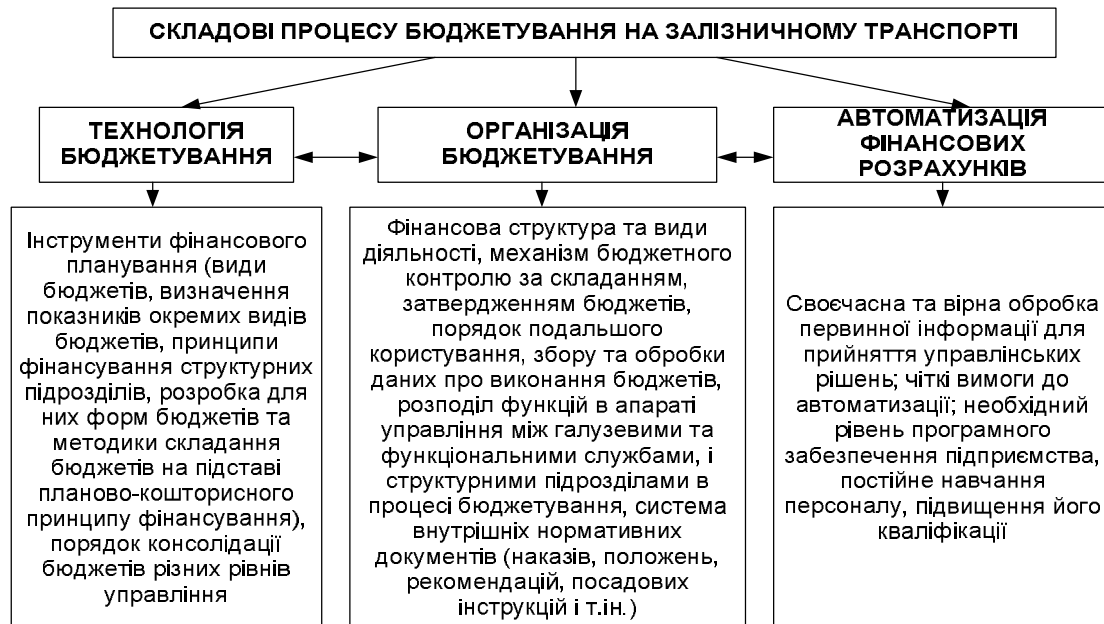 СКЛАДОВІ ПРОЦЕСУ БЮДЖЕТУВАННЯ НА ЗАЛІЗНИЧНОМУ ТРАНСПОРТІ
ТЕХНОЛОГІЯ
БЮДЖЕТУВАННЯ
ОРГАНІЗАЦІЯ
БЮДЖЕТУВАННЯ
АВТОМАТИЗАЦІЯ
ФІНАНСОВИХ
РОЗРАХУНКІВ
Інструменти фінансового
планування (види
бюджетів, визначення
показників окремих видів
бюджетів, принципи
фінансування структурних
підрозділів, розробка для
них форм бюджетів та
методики складання
бюджетів на підставі
планово-кошторисного
принципу фінансування),
порядок консолідації
бюджетів різних рівнів
управління
Фінансова структура та види
діяльності, механізм бюджетного
контролю за складанням,
затвердженням бюджетів,
порядок подальшого
користування, збору та обробки
даних про виконання бюджетів,
розподіл функцій в апараті
управління між галузевими та
функціональними службами, і
структурними підрозділами в
процесі бюджетування, система
внутрішніх нормативних
документів (наказів, положень,
рекомендацій, посадових
інструкцій і т.ін.)
Своєчасна та вірна обробка
первинної інформації для
прийняття управлінських
рішень; чіткі вимоги до
автоматизації; необхідний
рівень програмного
забезпечення підприємства,
постійне навчання
персоналу, підвищення його
кваліфікації